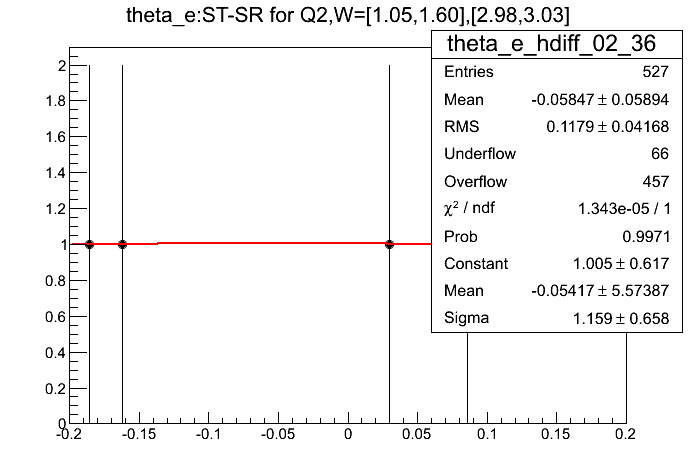 theta_e:ST-SR for Q2,W=[1.05,1.60],[2.98,3.03]
theta_e_hdiff_02_36
Entries 527
Mean -0.05847 ± 0.05894
RMS 0.1179 ± 0.04168
Underflow 66
Overflow 457
χ² / ndf 1.343e-05 / 1
Prob 0.9971
Constant 1.005 ± 0.617
Mean -0.05417 ± 5.57387
Sigma 1.159 ± 0.658
2
1.8
1.6
1.4
1.2
1
0.8
0.6
0.4
0.2
0
-0.2 -0.15 -0.1 -0.05 0 0.05 0.1 0.15 0.2